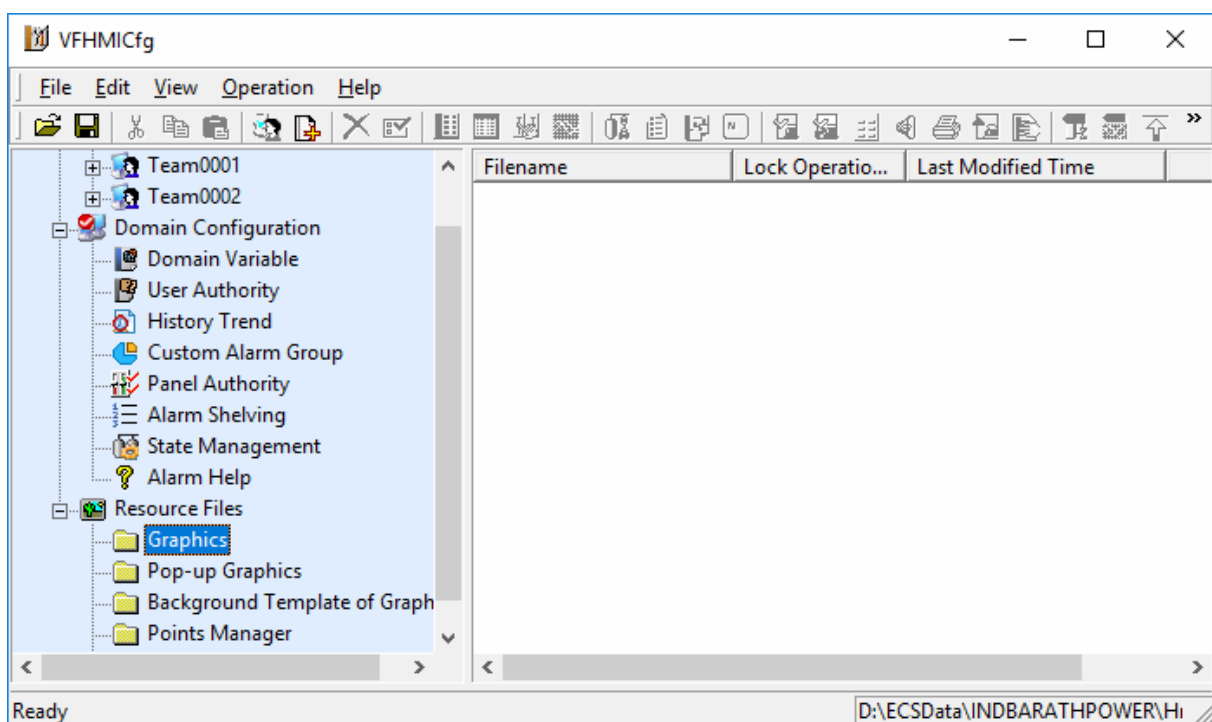 VFHMICfg
File Edit View Operation Help
Team0001
Team0002
Domain Configuration
Domain Variable
User Authority
History Trend
Custom Alarm Group
Panel Authority
Alarm Shelving
State Management
Alarm Help
Resource Files
Graphics
Pop-up Graphics
Background Template of Graph
Points Manager
Filename Lock Operatio... Last Modified Time
Ready D:\ECSData\INDBARATHPOWER\